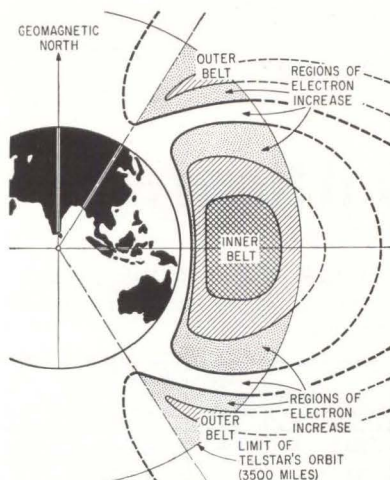 GEOMAGNETIC
NORTH
OUTER
BELT
REGIONS OF
ELECTRON
INCREASE
INNER
BELT
REGIONS OF
ELECTRON
INCREASE
OUTER
BELT
LIMIT OF
TELSTAR'S ORBIT
(3500 MILES)